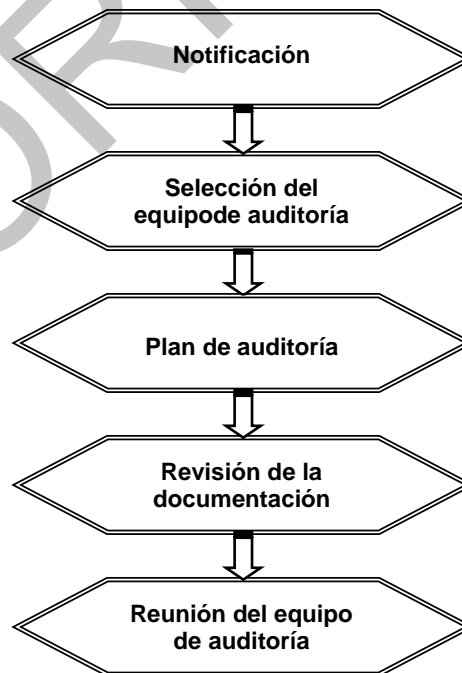 Notificación
Selección del
equipode auditoría
Plan de auditoría
Revisión de la
documentación
Reunión del equipo
de auditoría